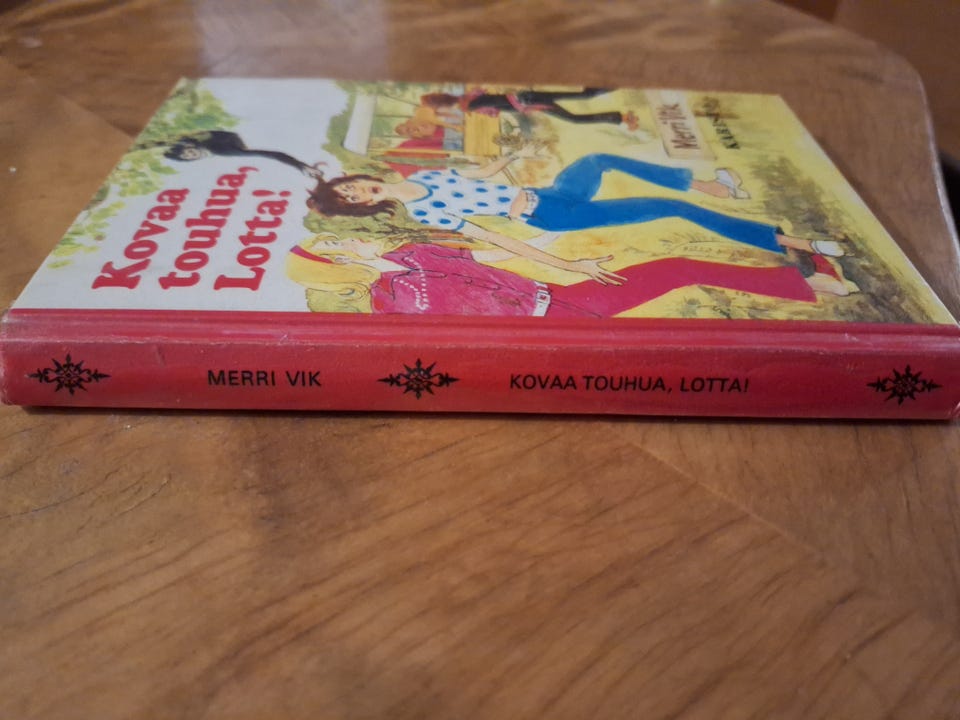 Kovaa
touhua,
Lotta!
Merri Vik
MERRI VIK
KOVAA TOUHUA, LOTTA!